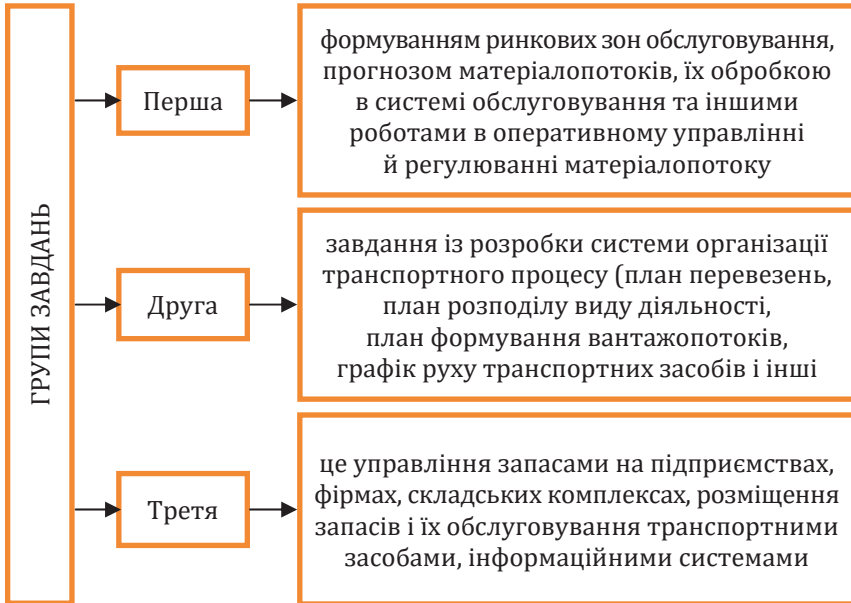 ГРУПИ ЗАВДАНЬ
Перша
формуванням ринкових зон обслуговування,
прогнозом матеріалопотоків, їх обробкою
в системі обслуговування та іншими
роботами в оперативному управлінні
й регулюванні матеріалопотоку
Друга
завдання із розробки системи організації
транспортного процесу (план перевезень,
план розподілу виду діяльності,
план формування вантажопотоків,
графік руху транспортних засобів і інші
Третя
це управління запасами на підприємствах,
фірмах, складських комплексах, розміщення
запасів і їх обслуговування транспортними
засобами, інформаційними системами